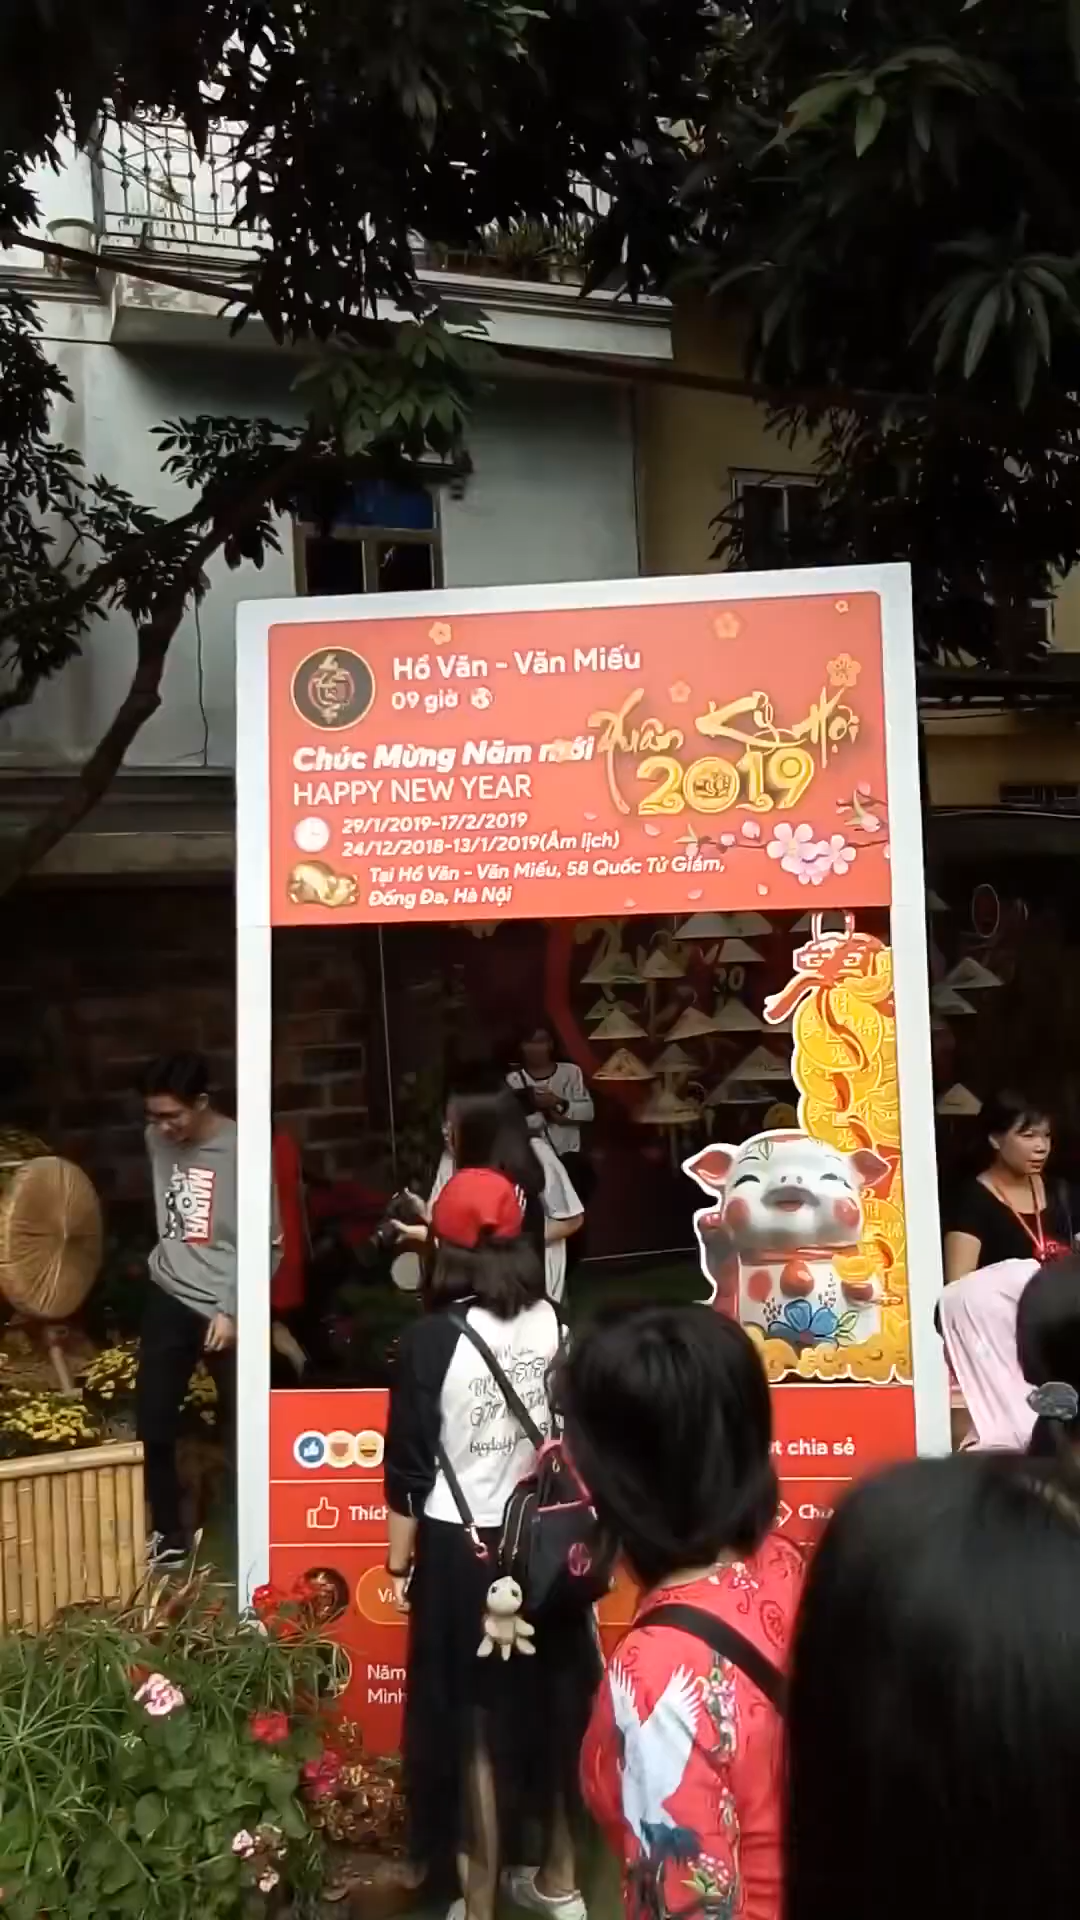 Hồ Văn - Văn Miếu
09 giờ
Xuân Kỷ Hợi
2019
Chúc Mừng Năm mới
HAPPY NEW YEAR
29/1/2019-17/2/2019
24/12/2018-13/1/2019(Âm lịch)
Tại Hồ Văn - Văn Miếu, 58 Quốc Tử Giám,
Đống Đa, Hà Nội
MARVEL
chia sẻ
Thích
Năm
Minh